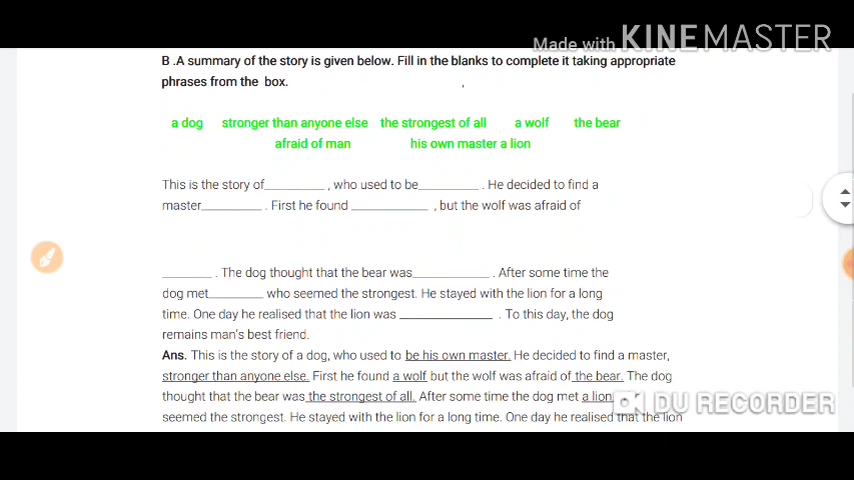 Made with KINEMASTER
B .A summary of the story is given below. Fill in the blanks to complete it taking appropriate
phrases from the box.
a dog stronger than anyone else the strongest of all a wolf the bear
afraid of man his own master a lion
This is the story of__________ , who used to be__________ . He decided to find a
master__________ . First he found ____________ , but the wolf was afraid of
________ . The dog thought that the bear was____________ . After some time the
dog met_________ who seemed the strongest. He stayed with the lion for a long
time. One day he realised that the lion was _______________ . To this day, the dog
remains man's best friend.
Ans. This is the story of a dog, who used to be his own master. He decided to find a master,
stronger than anyone else. First he found a wolf but the wolf was afraid of the bear. The dog
thought that the bear was the strongest of all. After some time the dog met a lion
DU RECORDER
seemed the strongest. He stayed with the lion for a long time. One day he realised that the lion